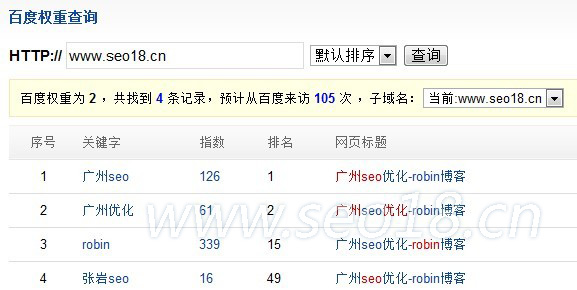 百度权重查询
HTTP:// www.seo18.cn 默认排序 查询
百度权重为 2 ，共找到 4 条记录，预计从百度来访 105 次 ，子域名： 当前:www.seo18.cn
序号 关键字 指数 排名 网页标题
1 广州seo 126 1 广州seo优化-robin博客
2 广州优化 61 2 广州seo优化-robin博客
www.seo18.cn
3 robin 339 15 广州seo优化-robin博客
4 张岩seo 16 49 广州seo优化-robin博客